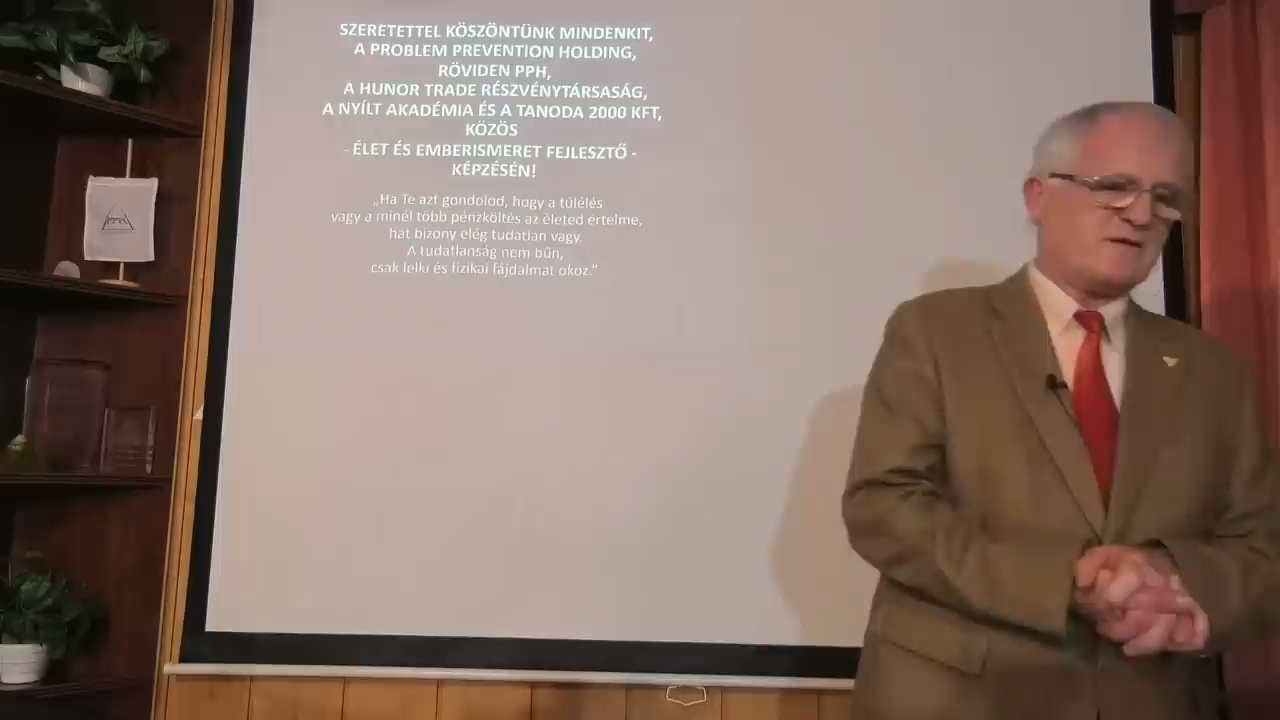 SZERETETTEL KÖSZÖNTÜNK MINDENKIT,
A PROBLEM PREVENTION HOLDING,
RÖVIDEN PPH,
A HUNOR TRADE RÉSZVÉNYTÁRSASÁG,
A NYÍLT AKADÉMIA ÉS A TANODA 2000 KFT,
KÖZÖS
- ÉLET ÉS EMBERISMERET FEJLESZTŐ -
KÉPZÉSÉN!
„Ha Te azt gondolod, hogy a túlélés
vagy a minél több pénzköltés az életed értelme,
hát bizony elég tudatlan vagy.
A tudatlanság nem bűn,
csak lelki és fizikai fájdalmat okoz.”